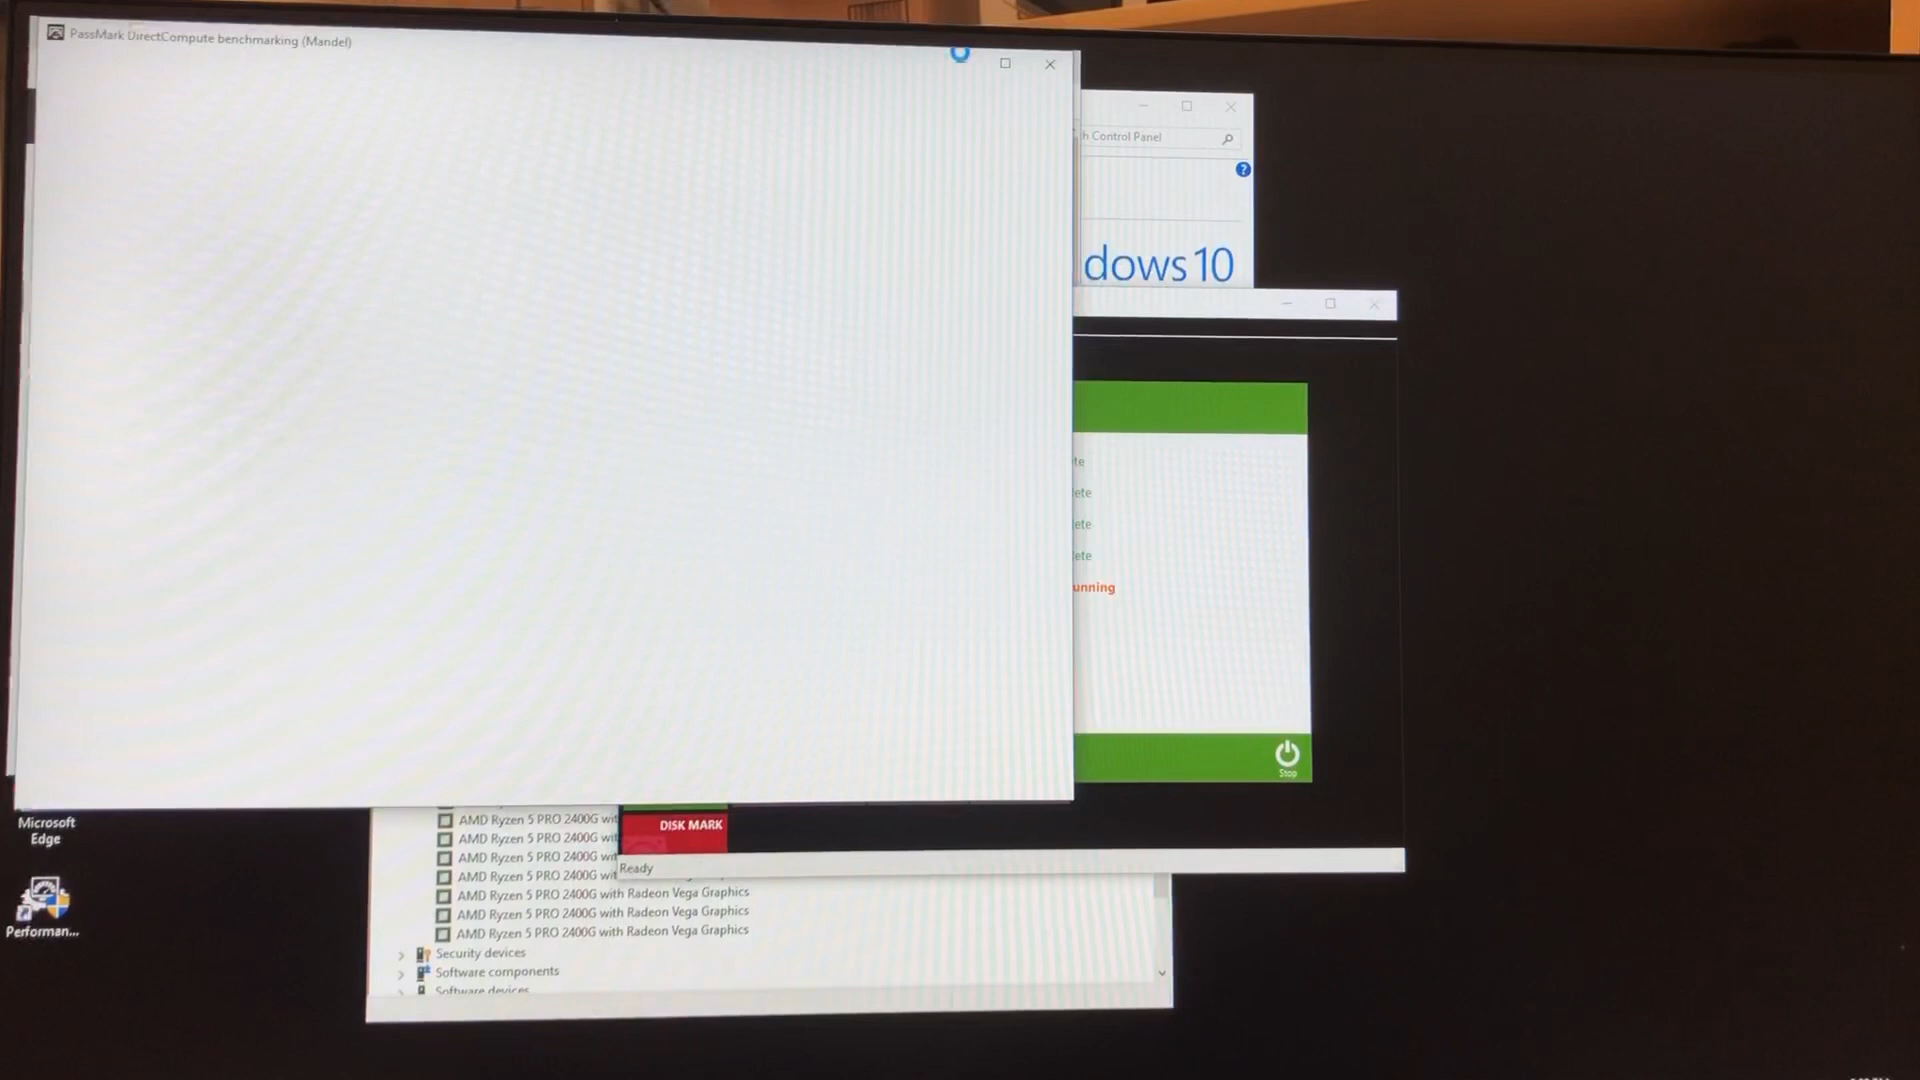 PassMark DirectCompute benchmarking (Mandel)
h Control Panel
?
dows 10
te
ete
ete
ete
unning
Stop
Microsoft
Edge
Performan...
AMD Ryzen 5 PRO 2400G wit
AMD Ryzen 5 PRO 2400G wit
AMD Ryzen 5 PRO 2400G wit
AMD Ryzen 5 PRO 2400G wit
AMD Ryzen 5 PRO 2400G with Radeon Vega Graphics
AMD Ryzen 5 PRO 2400G with Radeon Vega Graphics
AMD Ryzen 5 PRO 2400G with Radeon Vega Graphics
Security devices
Software components
Software devices
DISK MARK
Ready